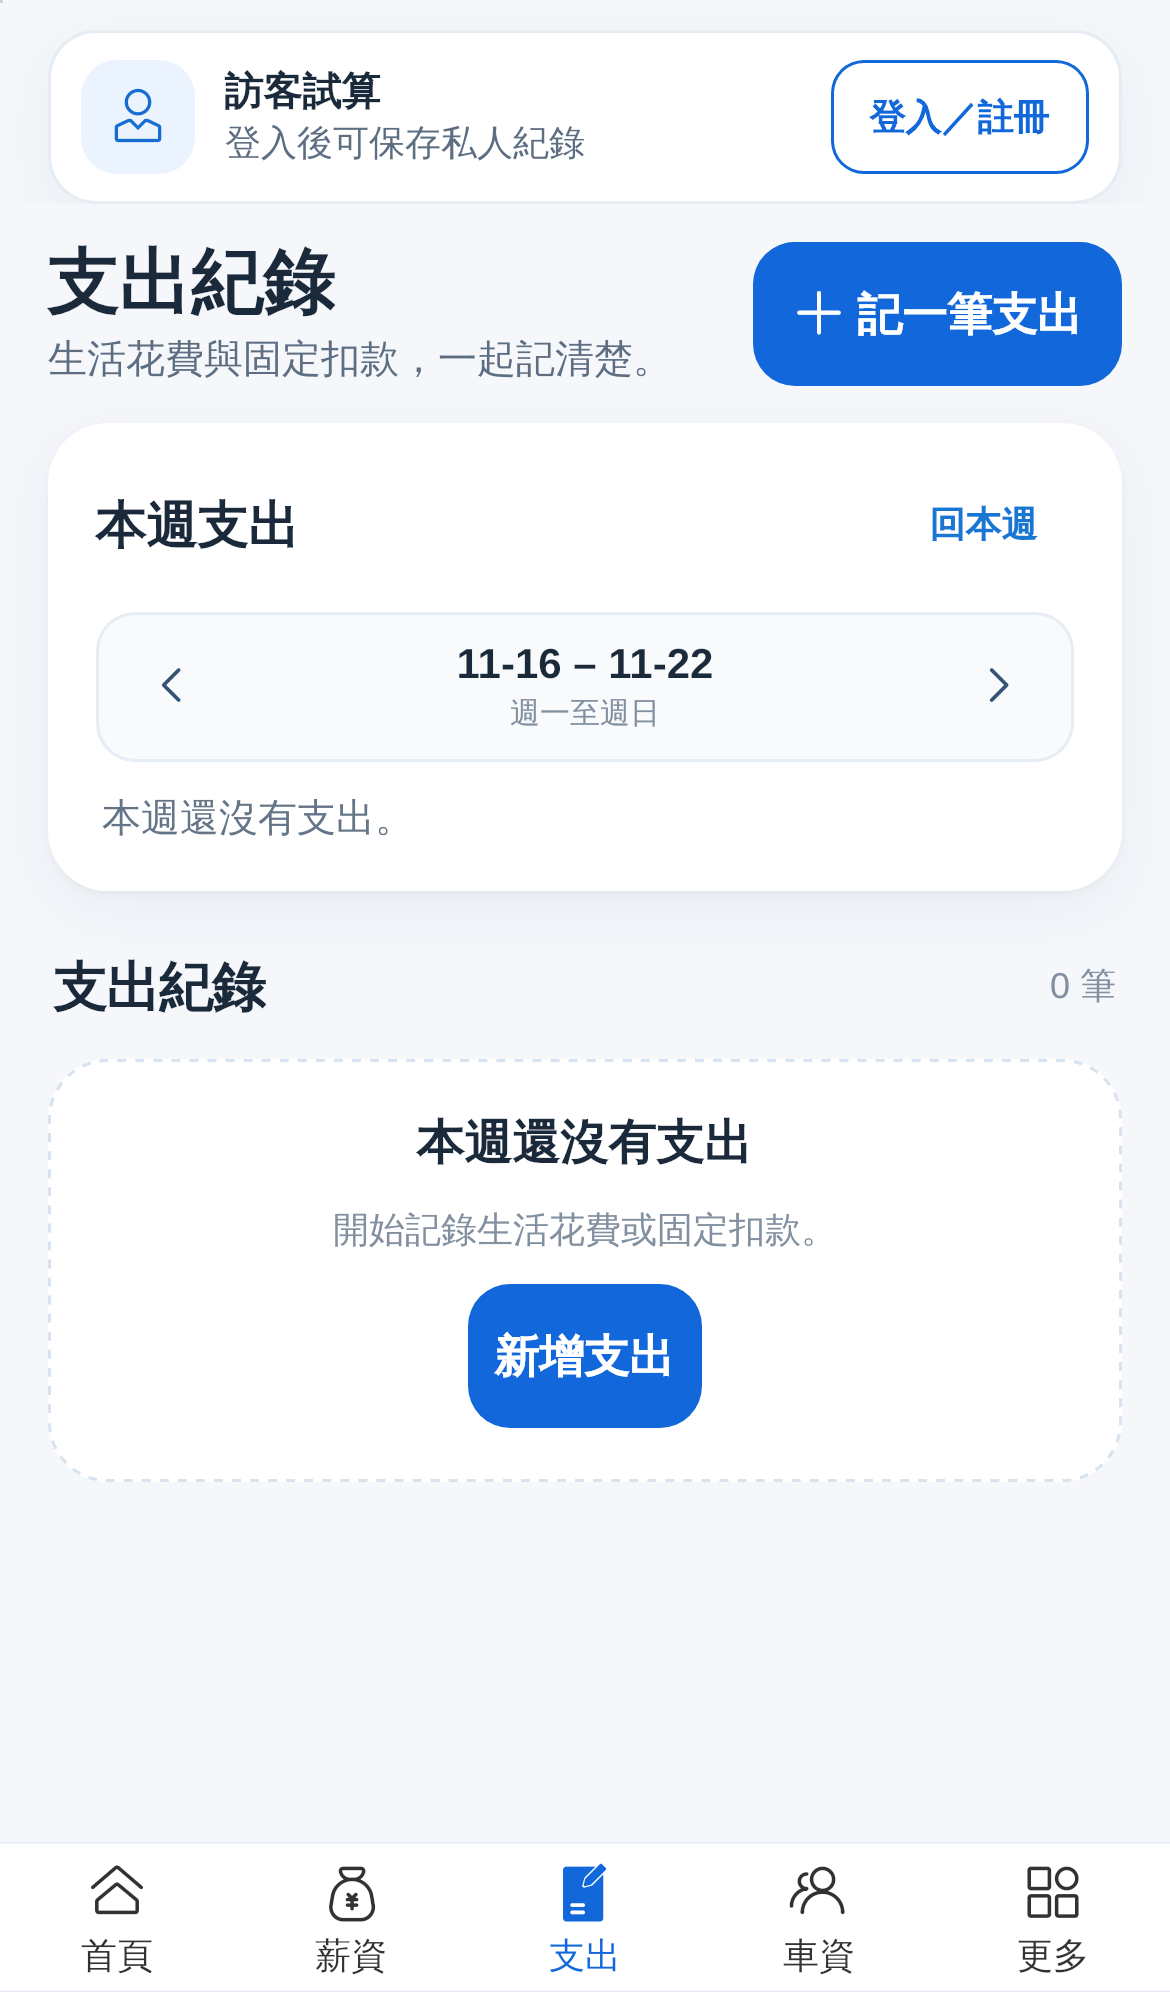 訪客試算
登入後可保存私人紀錄
登入／註冊
支出紀錄
生活花費與固定扣款，一起記清楚。
記一筆支出
本週支出
回本週
11-16 – 11-22
週一至週日
本週還沒有支出。
支出紀錄
0 筆
本週還沒有支出
開始記錄生活花費或固定扣款。
新增支出
首頁
薪資
支出
車資
更多